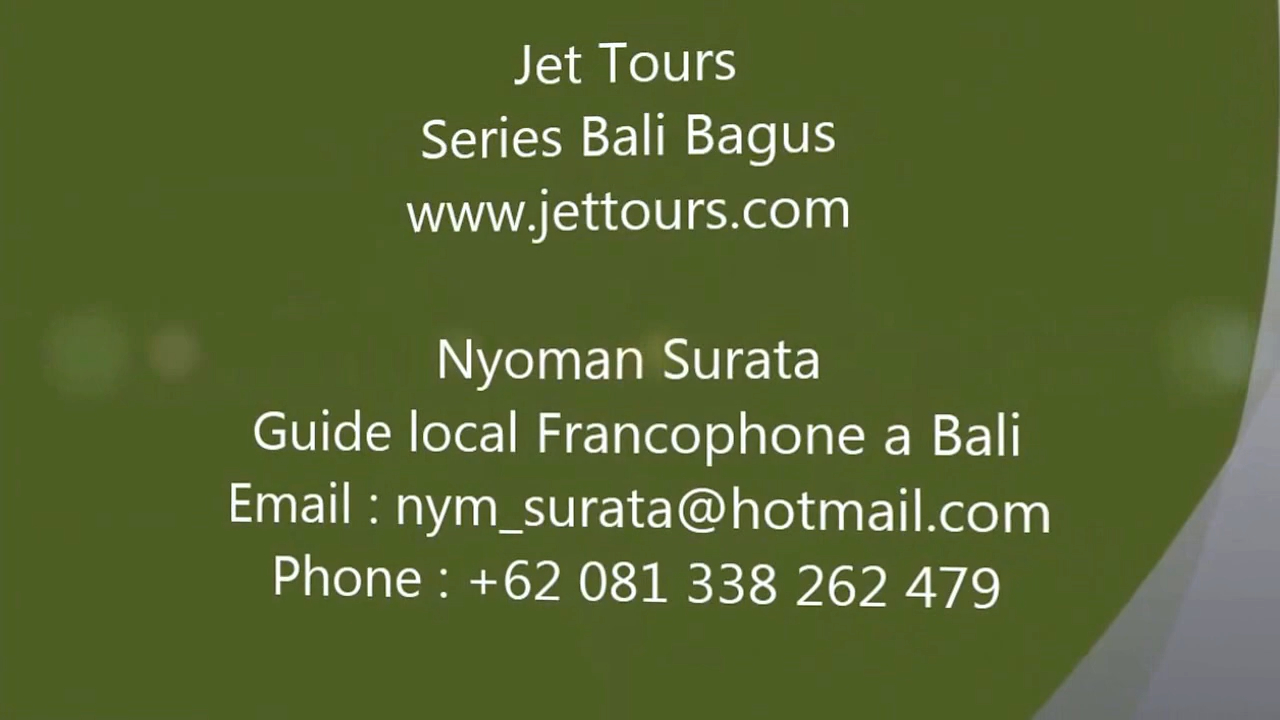 Jet Tours
Series Bali Bagus
www.jettours.com
Nyoman Surata
Guide local Francophone a Bali
Email : nym_surata@hotmail.com
Phone : +62 081 338 262 479